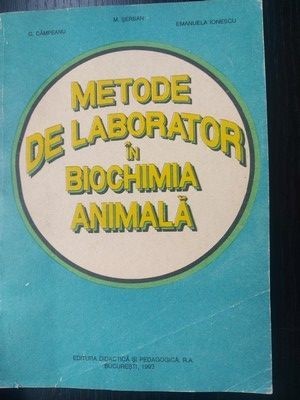 M. ȘERBAN
G. CÂMPEANU
EMANUELA IONESCU
METODE
DE LABORATOR
ÎN
BIOCHIMIA
ANIMALĂ
EDITURA DIDACTICĂ ȘI PEDAGOGICĂ, R.A.
BUCUREȘTI, 1993